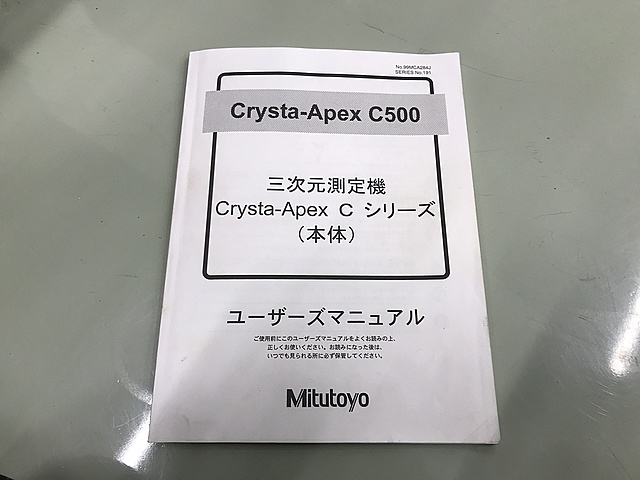 No.99MCA284J
SERIES No.191
Crysta-Apex C500
三次元測定機
Crysta-Apex C シリーズ
（本体）
ユーザーズマニュアル
ご使用前にこのユーザーズマニュアルをよくお読みの上、
正しくお使いください。お読みになった後は、
いつでも見られる所に必ず保管してください。
Mitutoyo